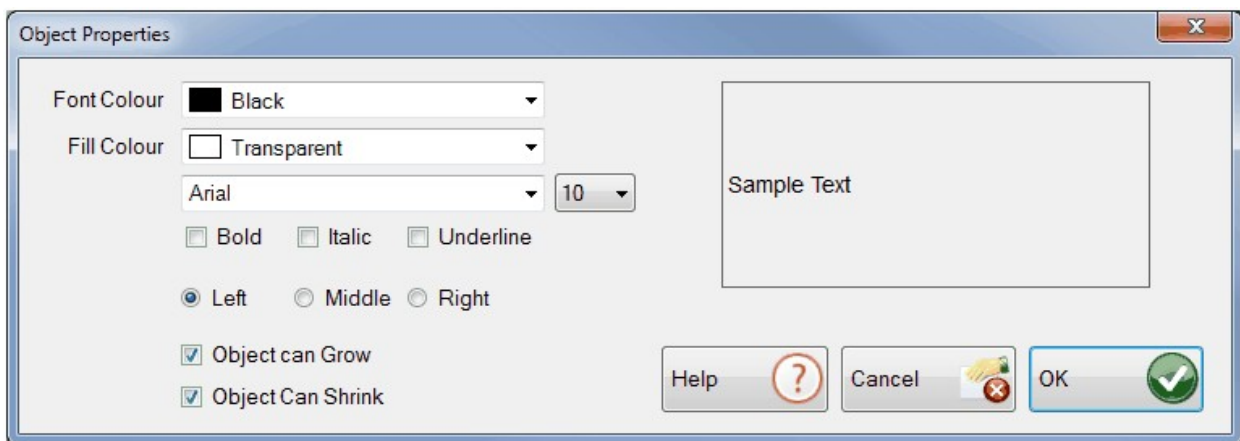 Object Properties
Font Colour Black
Fill Colour Transparent
Arial 10
Sample Text
Bold Italic Underline
Left Middle Right
Object can Grow
Object Can Shrink
Help Cancel OK